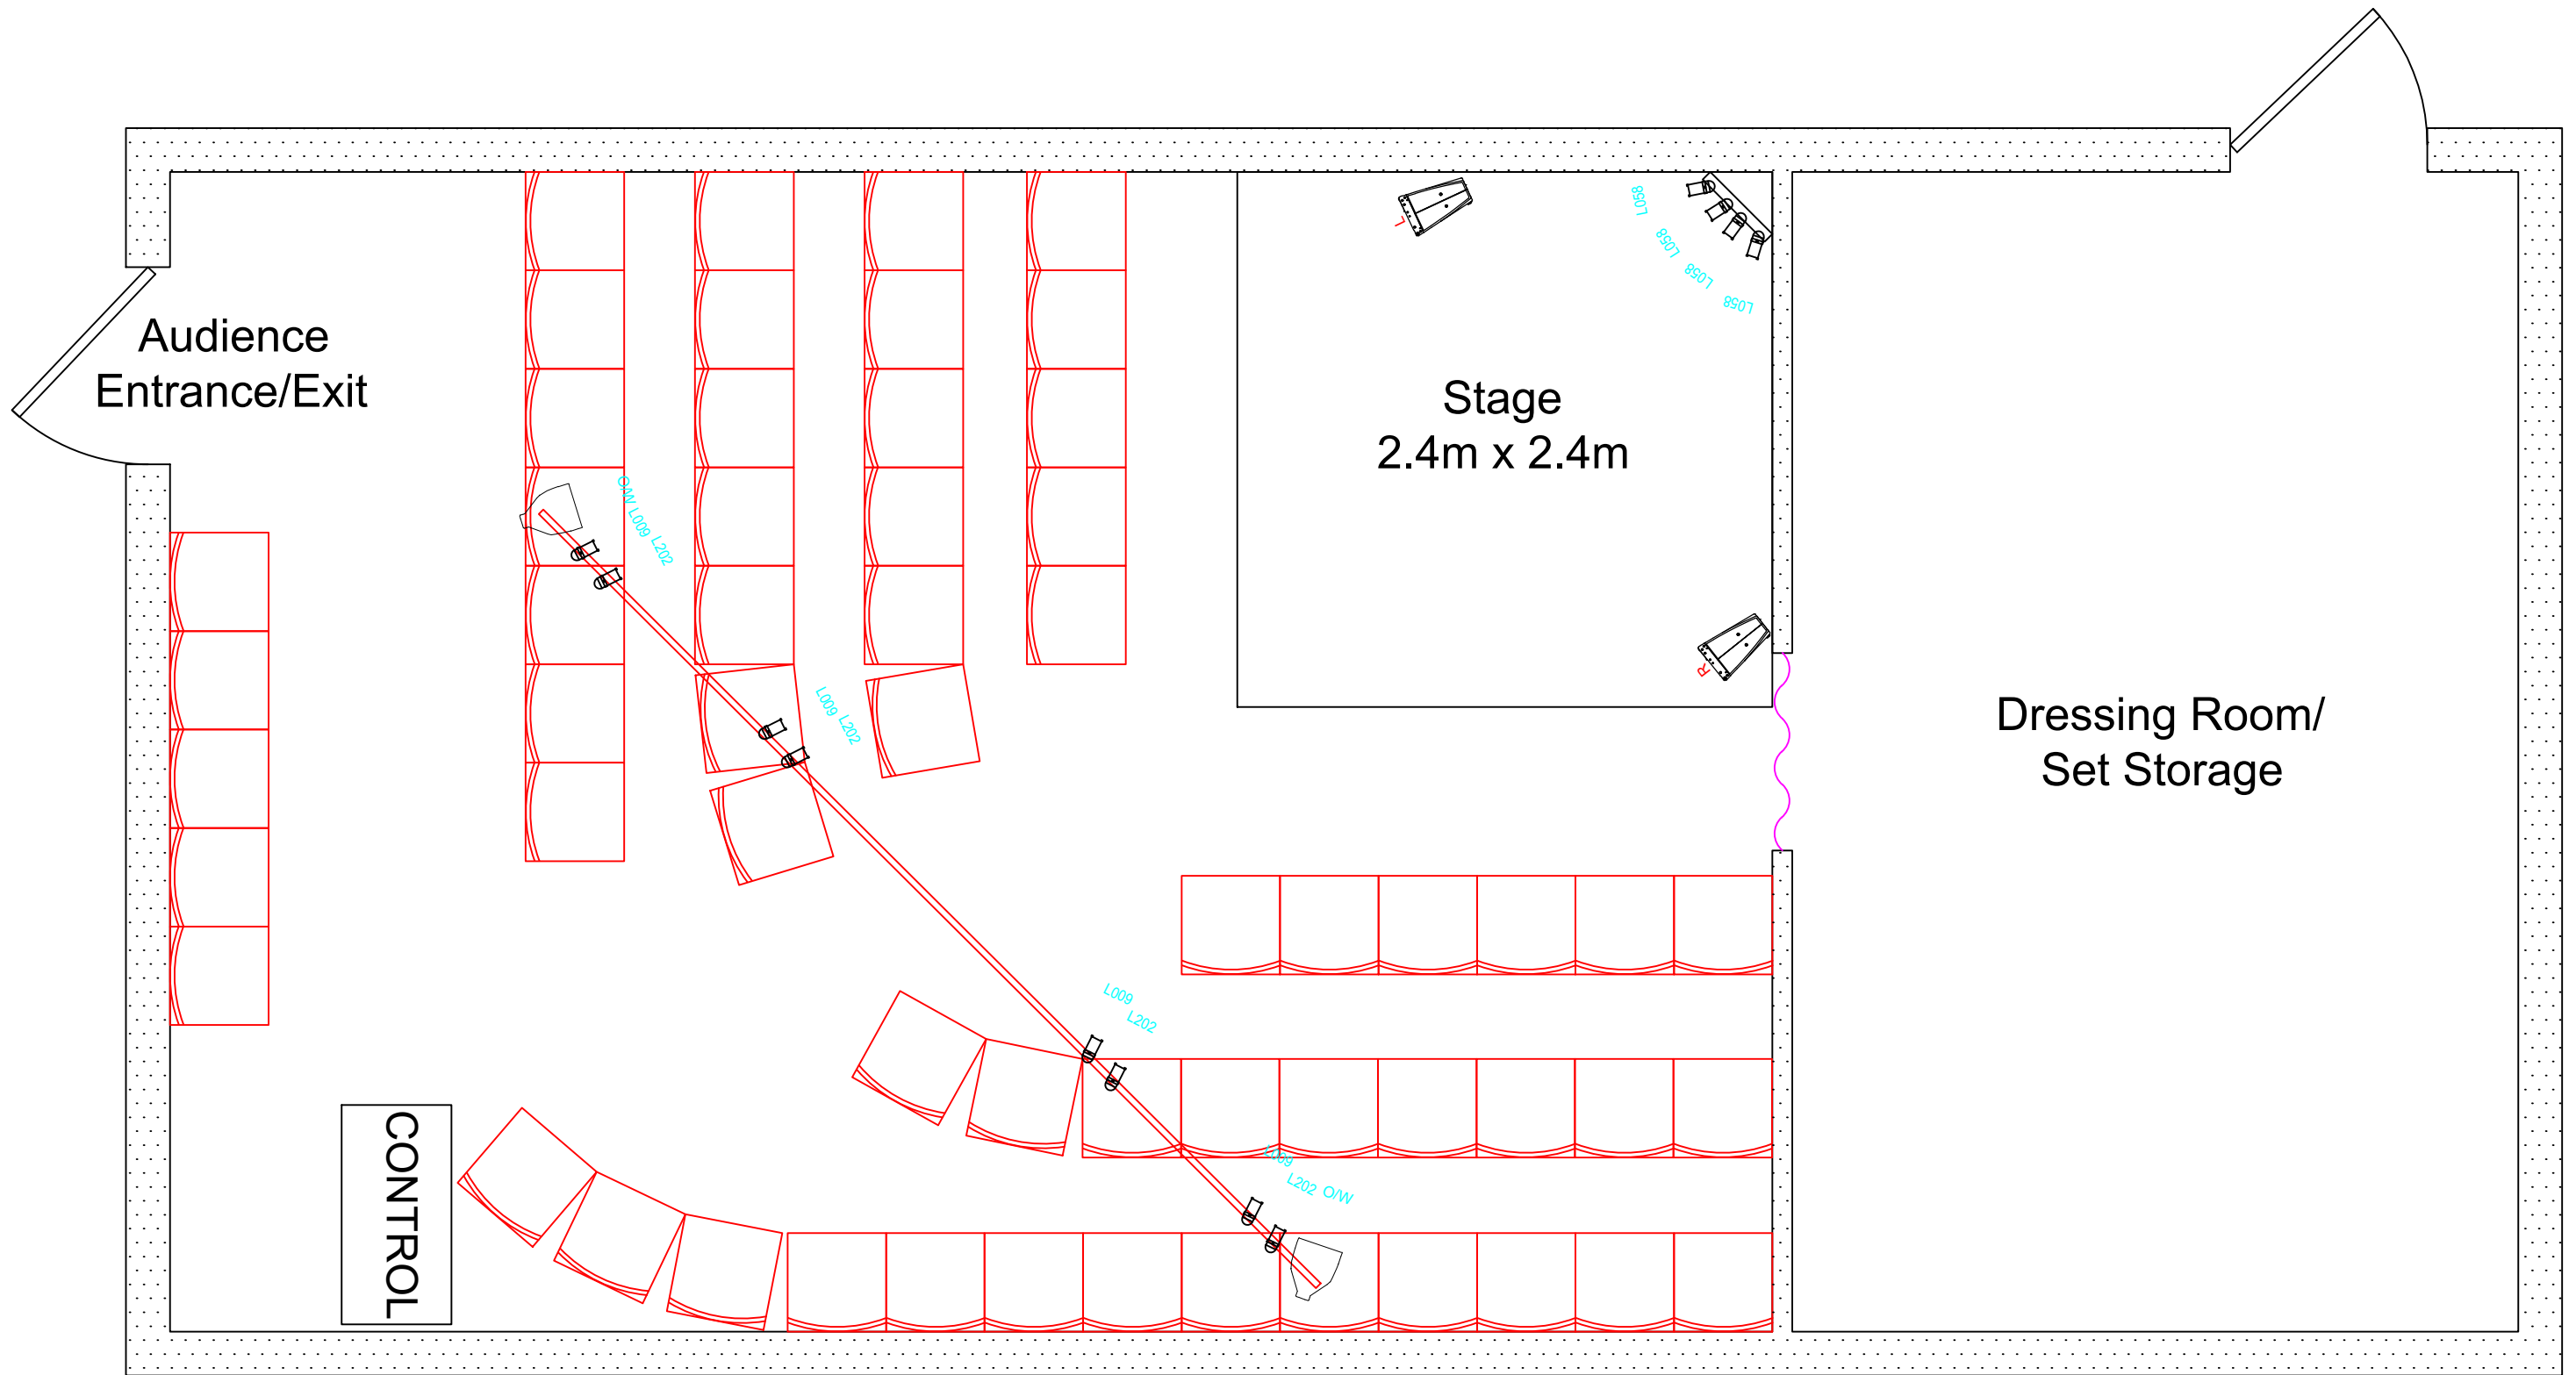 Audience
Entrance/Exit
L
L058
L058
L058
L058
Stage
2.4m x 2.4m
O/W L009 L202
R
L009 L202
Dressing Room/
Set Storage
L009
L202
CONTROL
L009
L202 O/W